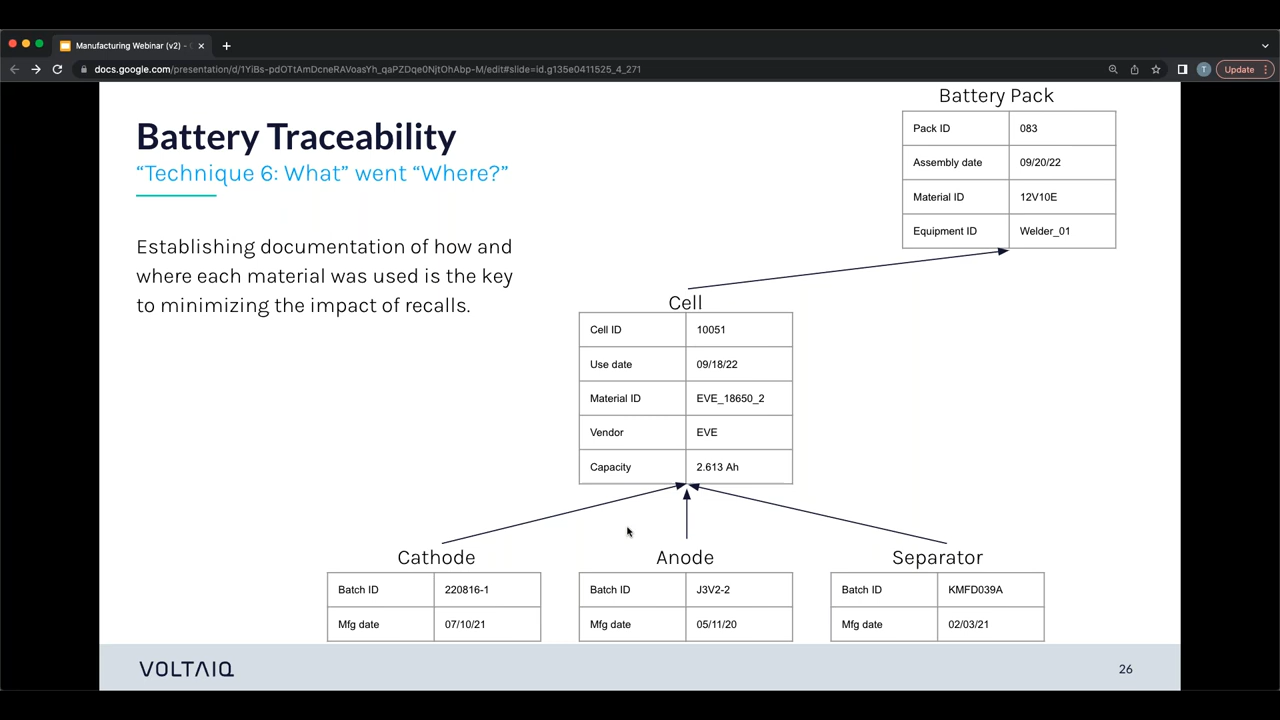 Manufacturing Webinar (v2) -
docs.google.com/presentation/d/1YiBs-pdOTtAmDcneRAVoasYh_qaPZDqe0NjtOhAbp-M/edit#slide=id.g135e0411525_4_271
T
Update
Battery Traceability
“Technique 6: What” went “Where?”
Establishing documentation of how and
where each material was used is the key
to minimizing the impact of recalls.
Battery Pack
Pack ID 083
Assembly date 09/20/22
Material ID 12V10E
Equipment ID Welder_01
Cell
Cell ID 10051
Use date 09/18/22
Material ID EVE_18650_2
Vendor EVE
Capacity 2.613 Ah
Cathode
Batch ID 220816-1
Mfg date 07/10/21
Anode
Batch ID J3V2-2
Mfg date 05/11/20
Separator
Batch ID KMFD039A
Mfg date 02/03/21
VOLTAIQ
26